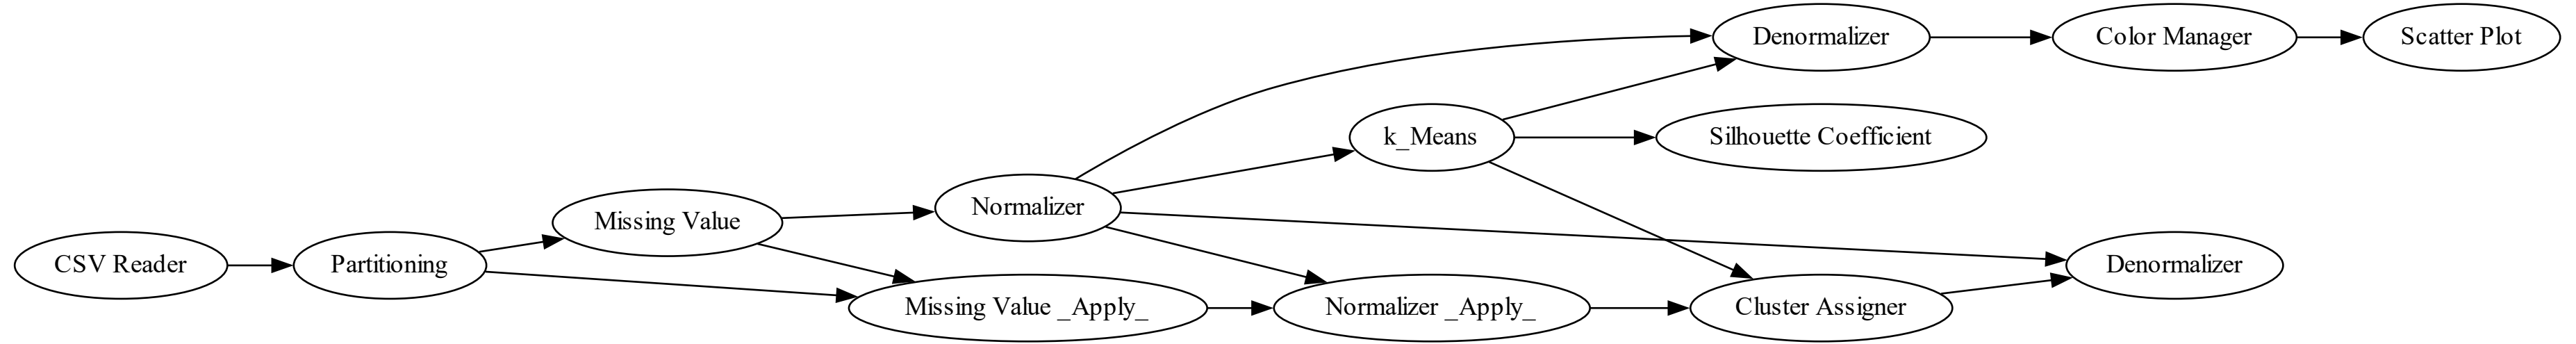 CSV Reader
Partitioning
Missing Value
Missing Value _Apply_
Normalizer
Normalizer _Apply_
k_Means
Denormalizer
Silhouette Coefficient
Cluster Assigner
Color Manager
Denormalizer
Scatter Plot